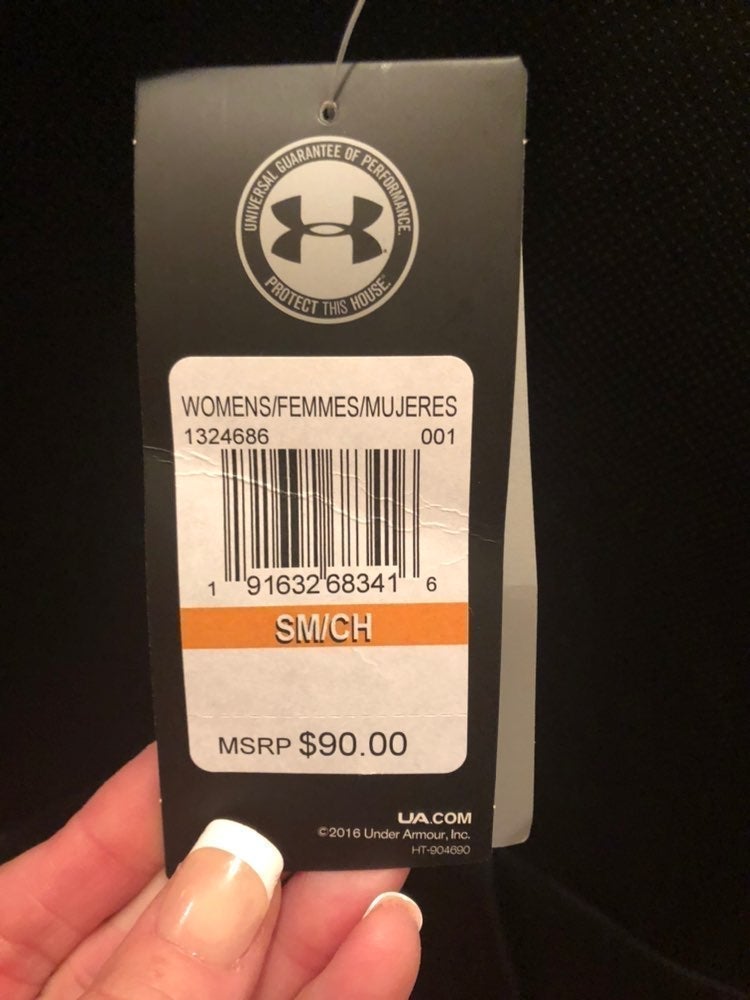 UNIVERSAL GUARANTEE OF PERFORMANCE.
PROTECT THIS HOUSE.
WOMENS/FEMMES/MUJERES
1324686 001
1 91632 68341 6
SM/CH
MSRP $90.00
UA.COM
©2016 Under Armour, Inc.
HT-904690